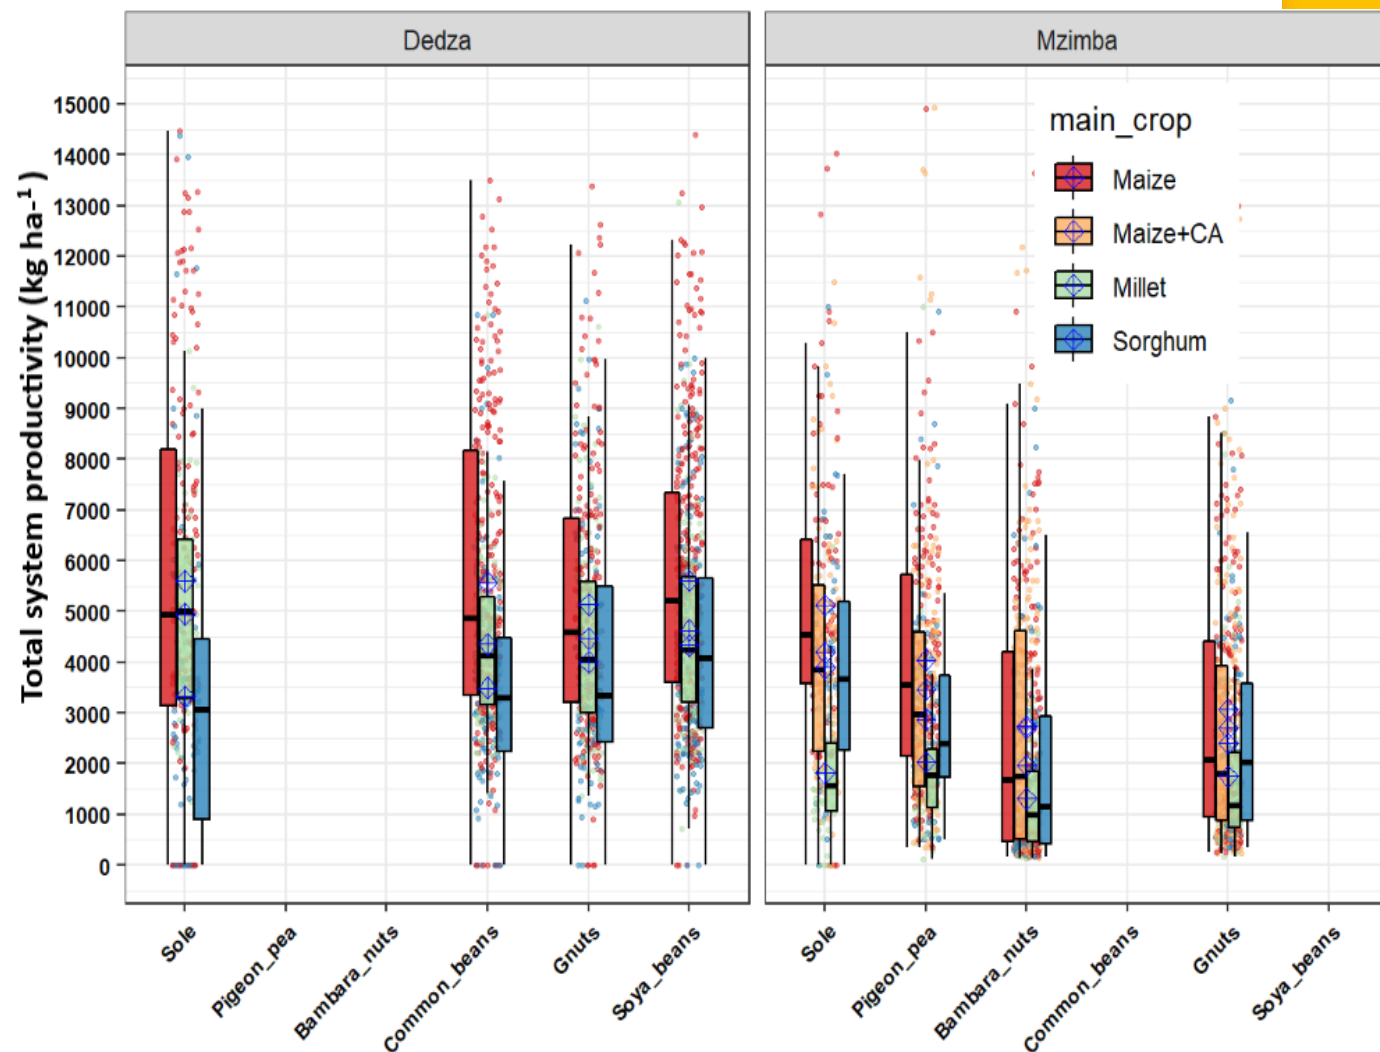 Dedza
Mzimba
Total system productivity (kg ha-¹ )
15000
14000
13000
12000
11000
10000
9000
8000
7000
6000
5000
4000
3000
2000
1000
0
main_crop
Maize
Maize+CA
Millet
Sorghum
Sole
Pigeon_pea
Bambara_nuts
Common_beans
Gnuts
Soya_beans
Sole
Pigeon_pea
Bambara_nuts
Common_beans
Gnuts
Soya_beans